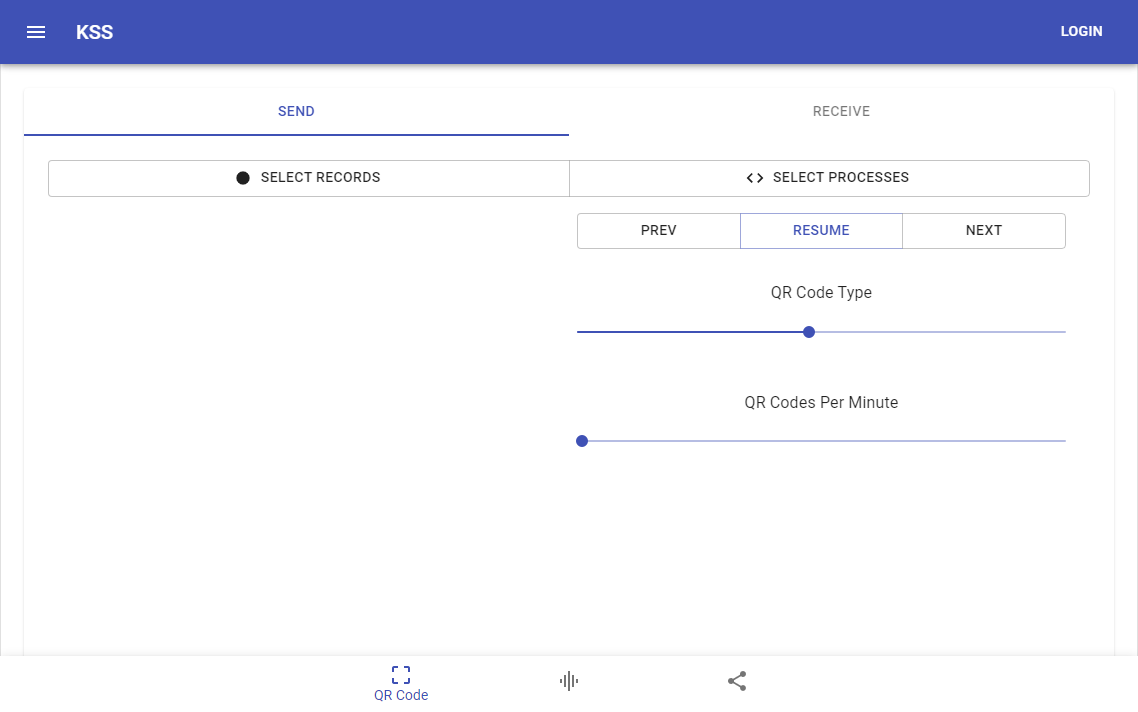 KSS
LOGIN
SEND
RECEIVE
SELECT RECORDS
SELECT PROCESSES
PREV
RESUME
NEXT
QR Code Type
QR Codes Per Minute
QR Code